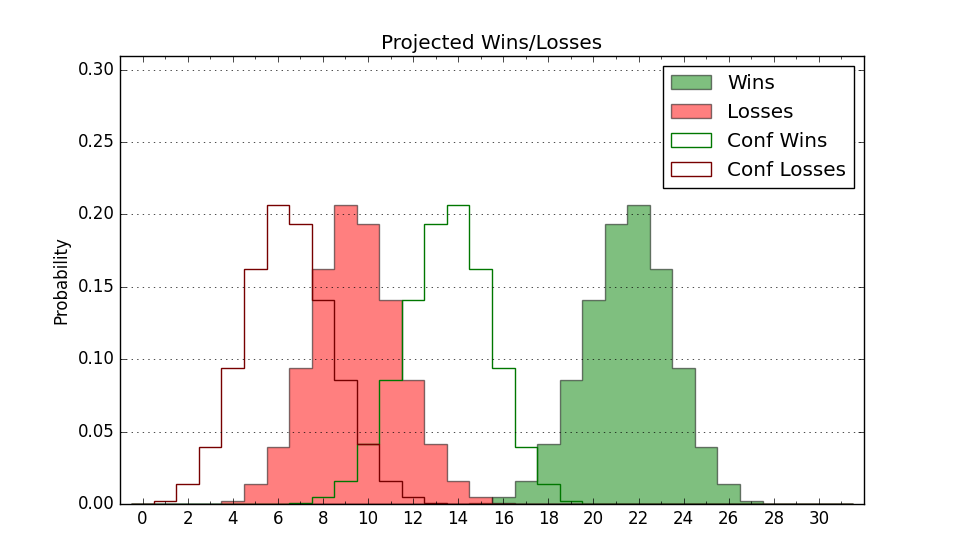 Projected Wins/Losses
Probability
0.30
0.25
0.20
0.15
0.10
0.05
0.00
0 2 4 6 8 10 12 14 16 18 20 22 24 26 28 30
Wins
Losses
Conf Wins
Conf Losses